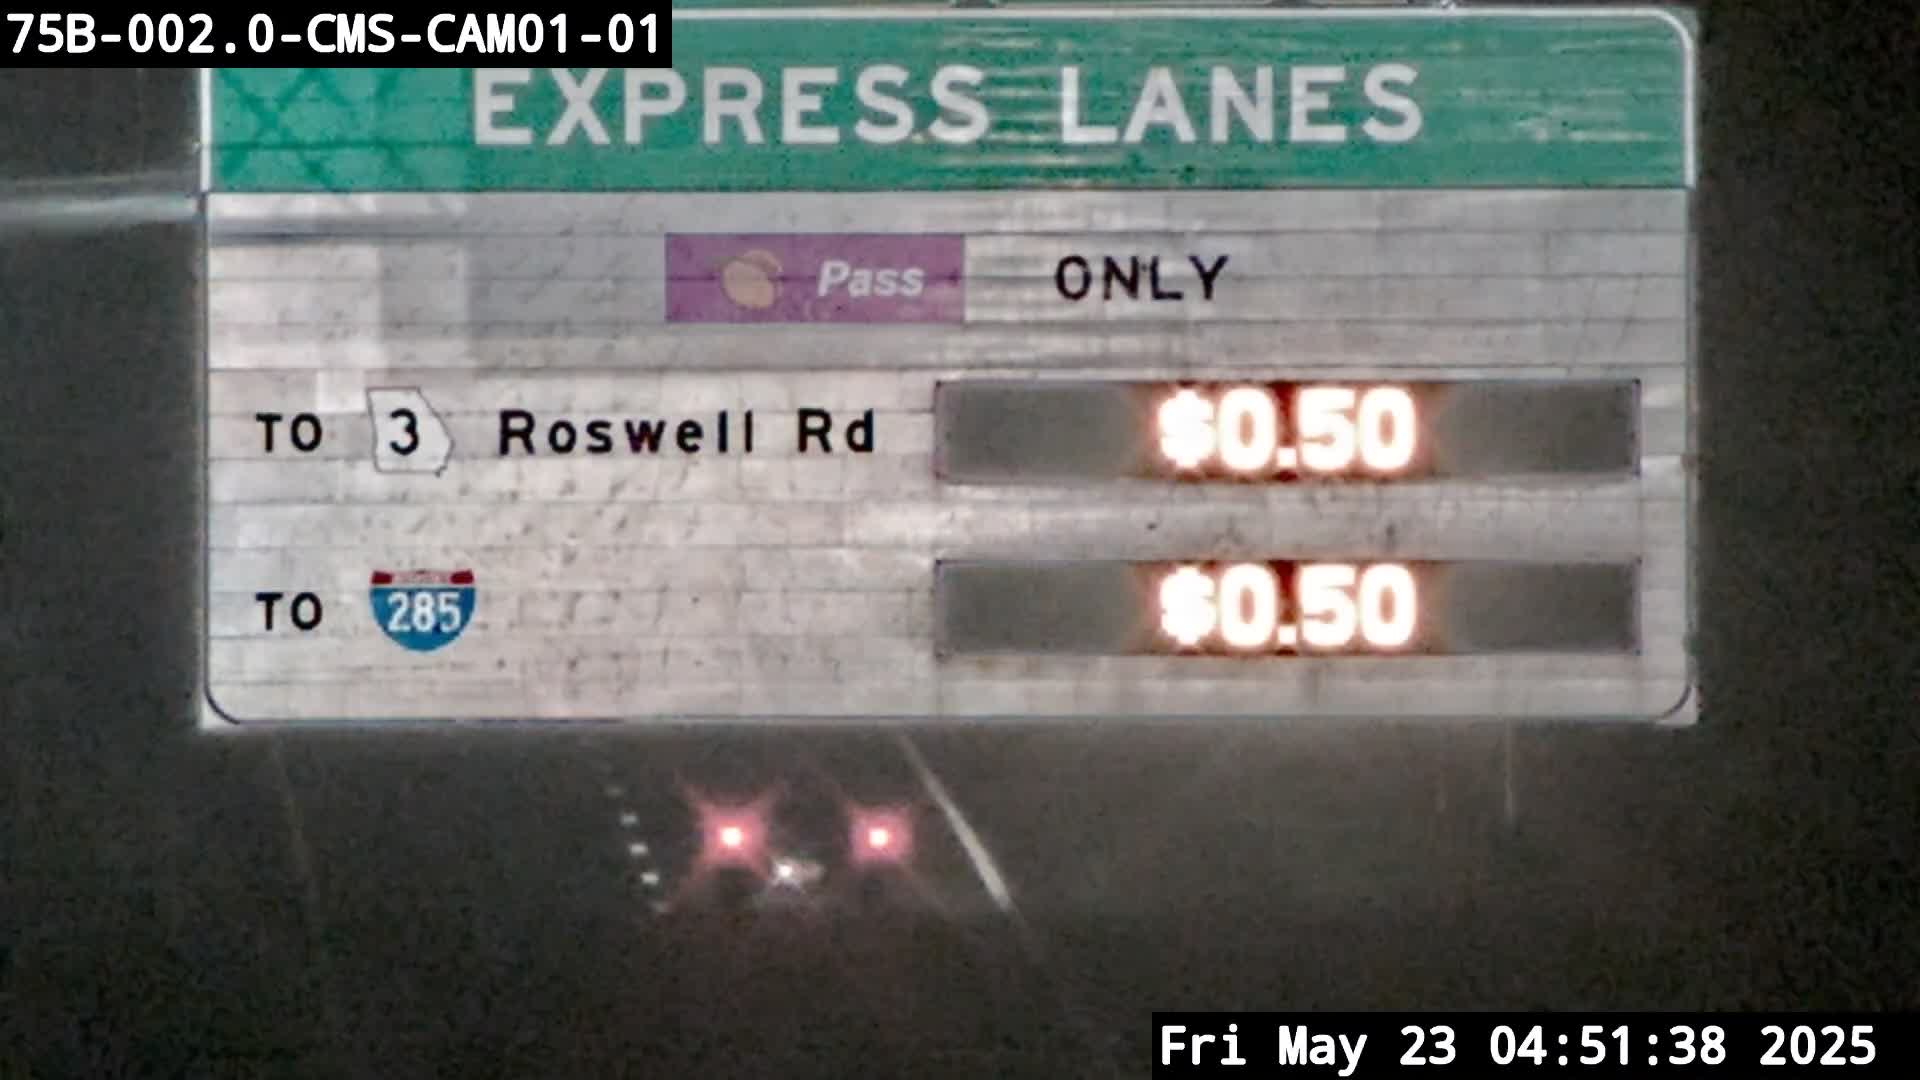 75B-002.0-CMS-CAM01-01
EXPRESS LANES
Pass ONLY
TO 3 Roswell Rd $0.50
TO 285 $0.50
Fri May 23 04:51:38 2025